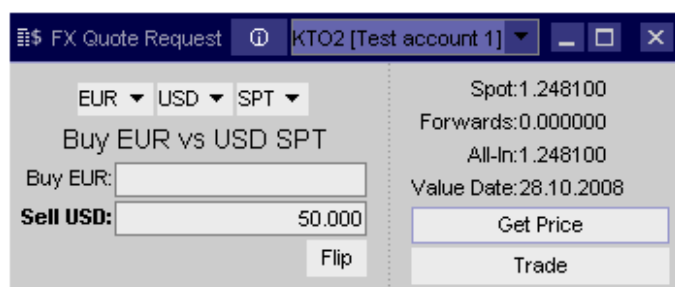 FX Quote Request KTO2 [Test account 1]
EUR USD SPT
Buy EUR vs USD SPT
Buy EUR:
Sell USD: 50.000
Flip
Spot:1.248100
Forwards:0.000000
All-In:1.248100
Value Date:28.10.2008
Get Price
Trade